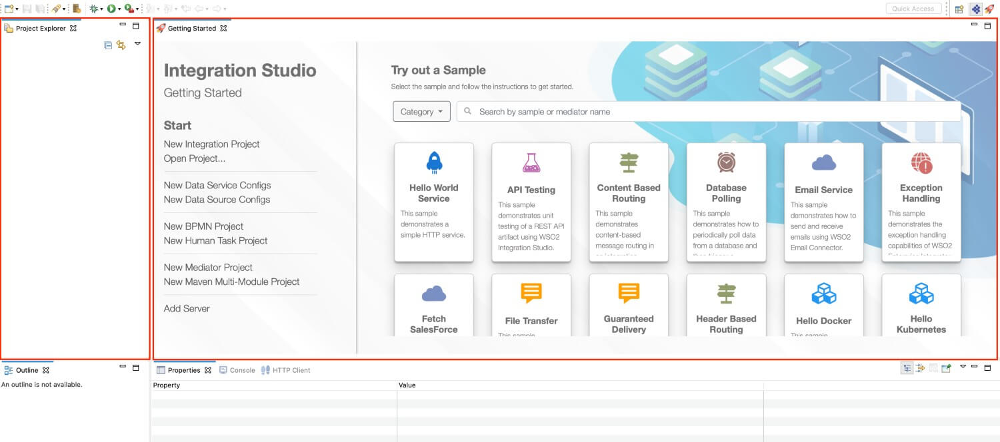 Quick Access
Project Explorer
Getting Started
Integration Studio
Getting Started
Start
New Integration Project
Open Project...
New Data Service Configs
New Data Source Configs
New BPMN Project
New Human Task Project
New Mediator Project
New Maven Multi-Module Project
Add Server
Try out a Sample
Select the sample and follow the instructions to get started.
Category
Search by sample or mediator name
Hello World
Service
This sample
demonstrates a
simple HTTP service.
API Testing
This sample
demonstrates unit
testing of a REST API
artifact using WSO2
Integration Studio.
Content Based
Routing
This sample
demonstrates
content-based
message routing in
an integration
Database
Polling
This sample
demonstrates how to
periodically poll data
from a database and
Email Service
This sample
demonstrates how to
send and receive
emails using WSO2
Email Connector.
Exception
Handling
This sample
demonstrates the
exception handling
capabilities of WSO2
Enterprise Integrator
Fetch
SalesForce
File Transfer
This sample
Guaranteed
Delivery
Header Based
Routing
Hello Docker
This sample
Hello
Kubernetes
Outline
An outline is not available.
Properties
Console
HTTP Client
Property
Value